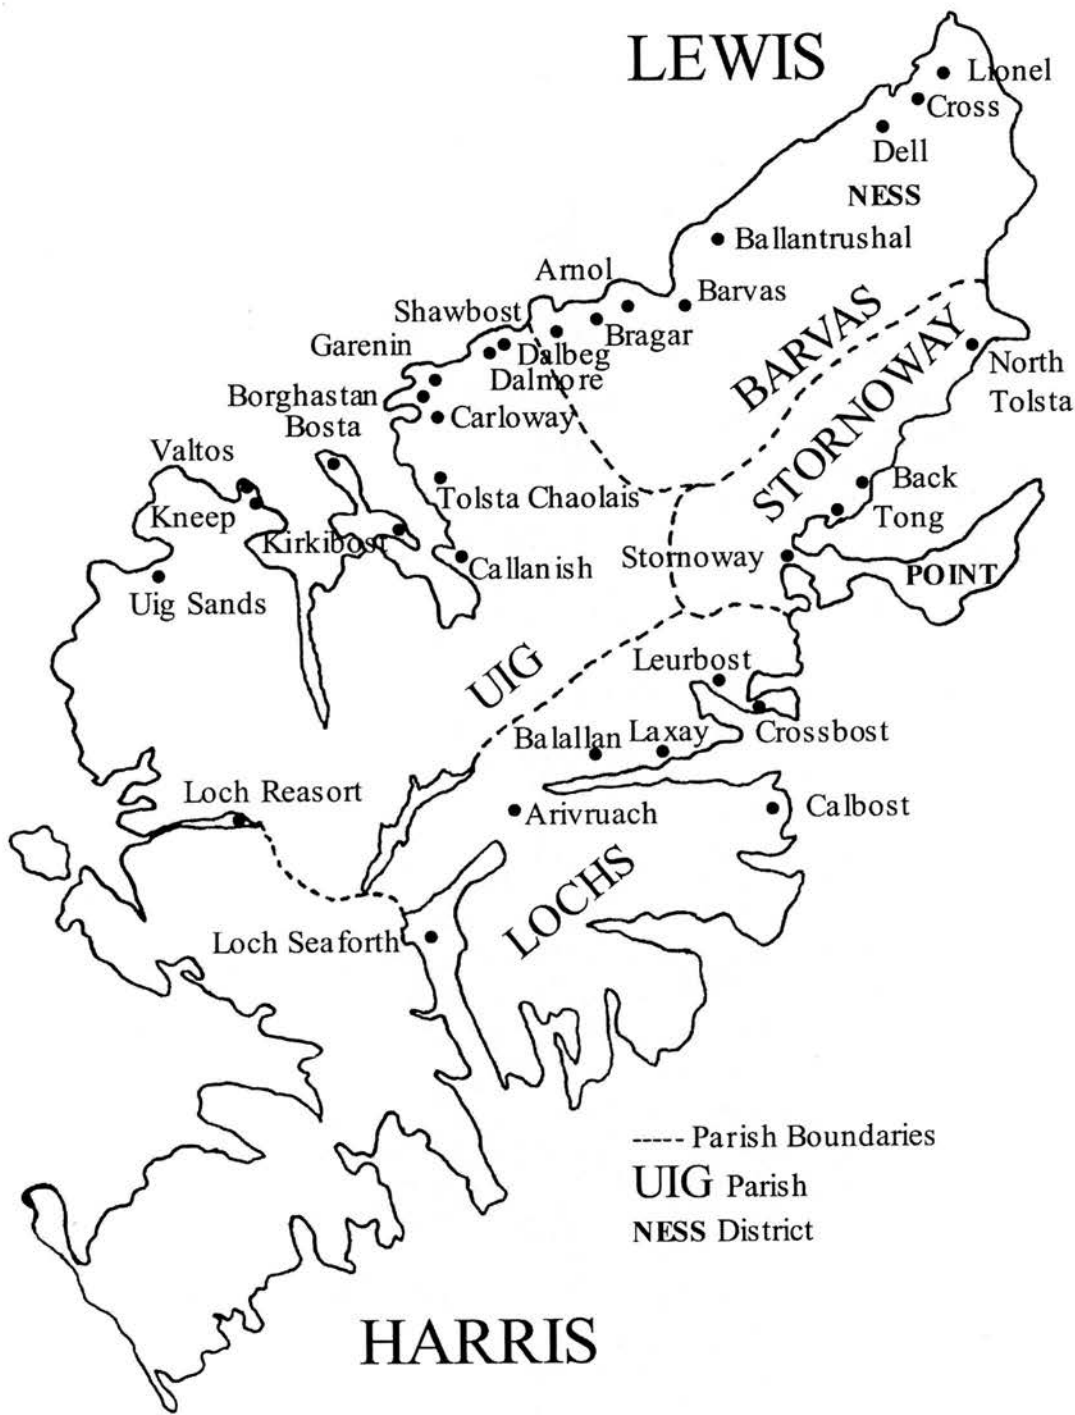 LEWIS
Lionel
Cross
Dell
NESS
Ballantrushal
Arnol
Barvas
Shawbost
Bragar
BARVAS
Garenin
Dalbeg
Dalmore
STORNOWAY
North
Tolsta
Borghastan
Carloway
Bosta
Valtos
Tolsta Chaolais
Back
Kneep
Tong
Kirkibost
Callanish
Stornoway
POINT
Uig Sands
UIG
Leurbost
Balallan
Laxay
Crossbost
Loch Reasort
Arivruach
Calbost
LOCHS
Loch Seaforth
----- Parish Boundaries
UIG Parish
NESS District
HARRIS